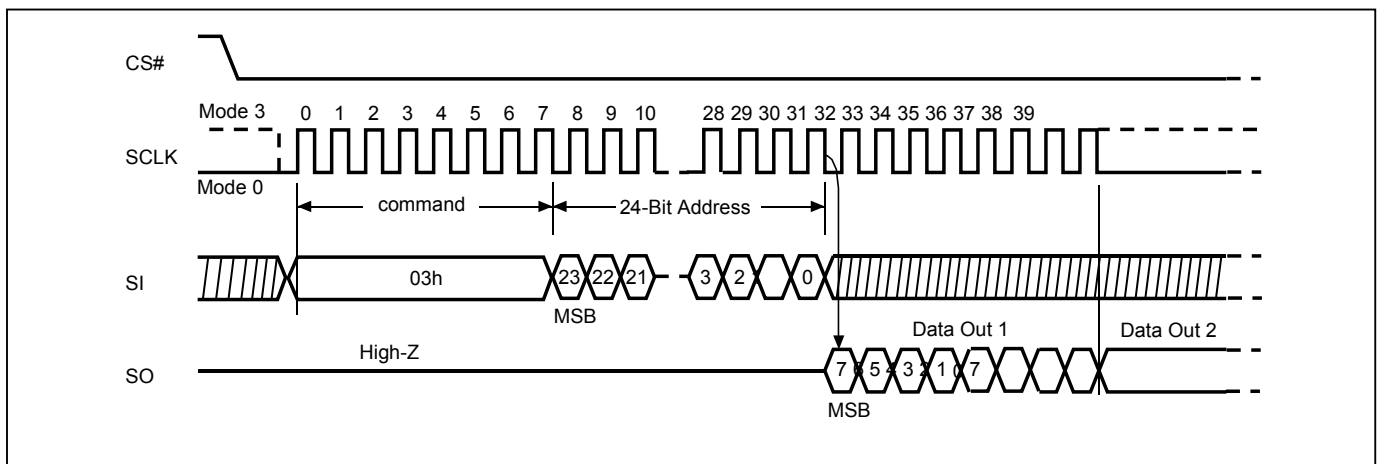 CS#
Mode 3 0 1 2 3 4 5 6 7 8 9 10 28 29 30 31 32 33 34 35 36 37 38 39
SCLK
Mode 0
command 24-Bit Address
SI 03h 23 22 21 3 2 0
MSB
Data Out 1 Data Out 2
High-Z
SO 7 6 5 4 3 2 1 0 7
MSB